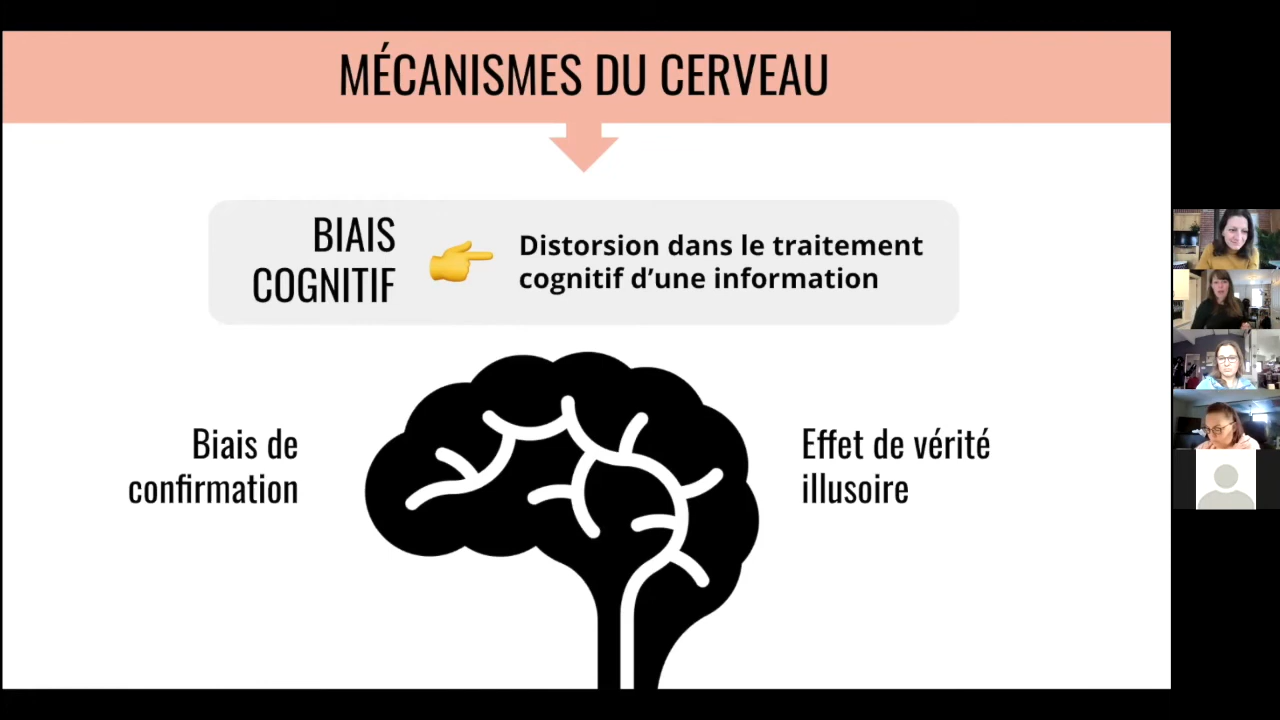 MÉCANISMES DU CERVEAU
BIAIS
COGNITIF
Distorsion dans le traitement
cognitif d’une information
Biais de
confirmation
Effet de vérité
illusoire